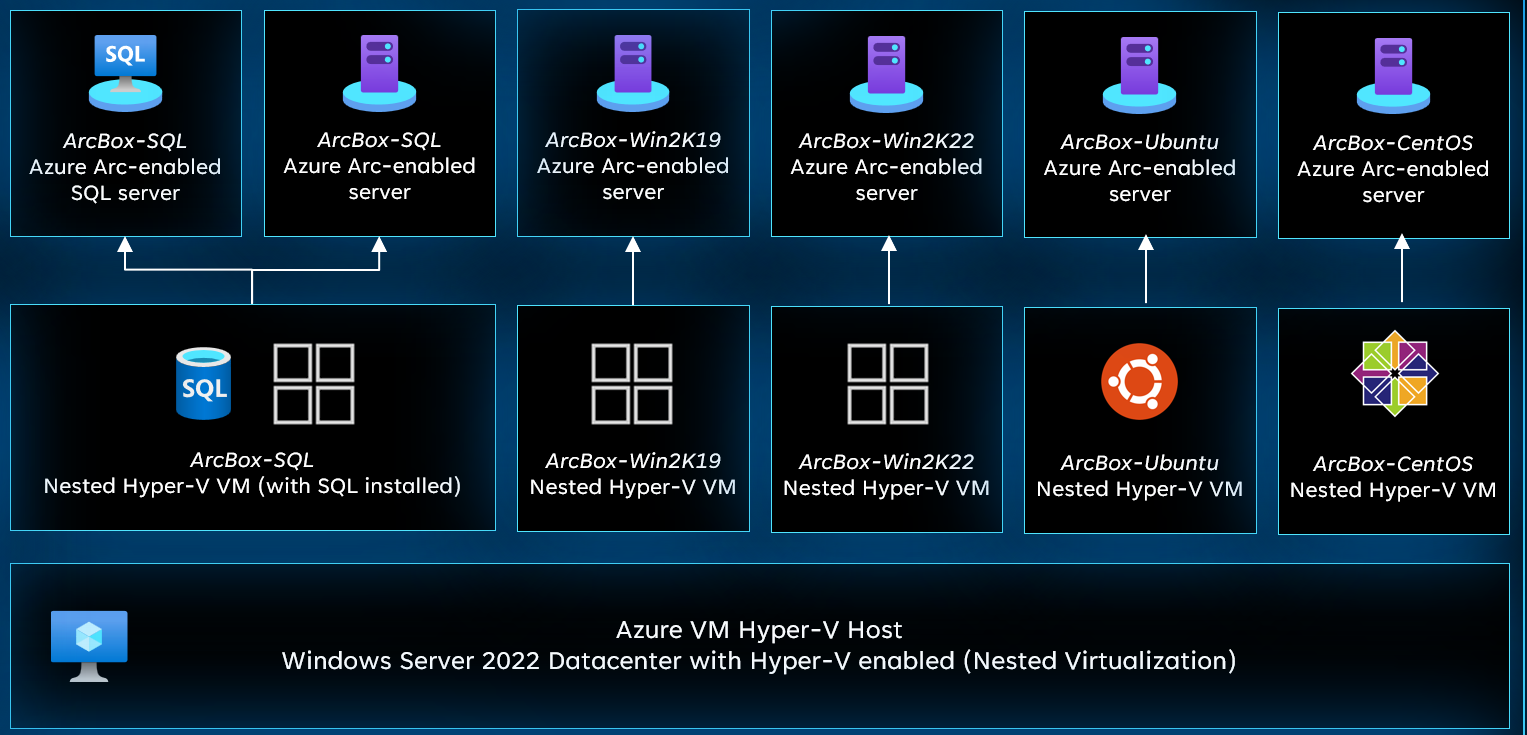 SQL
ArcBox-SQL
Azure Arc-enabled
SQL server
ArcBox-SQL
Azure Arc-enabled
server
ArcBox-Win2K19
Azure Arc-enabled
server
ArcBox-Win2K22
Azure Arc-enabled
server
ArcBox-Ubuntu
Azure Arc-enabled
server
ArcBox-CentOS
Azure Arc-enabled
server
SQL
ArcBox-SQL
Nested Hyper-V VM (with SQL installed)
ArcBox-Win2K19
Nested Hyper-V VM
ArcBox-Win2K22
Nested Hyper-V VM
ArcBox-Ubuntu
Nested Hyper-V VM
ArcBox-CentOS
Nested Hyper-V VM
Azure VM Hyper-V Host
Windows Server 2022 Datacenter with Hyper-V enabled (Nested Virtualization)